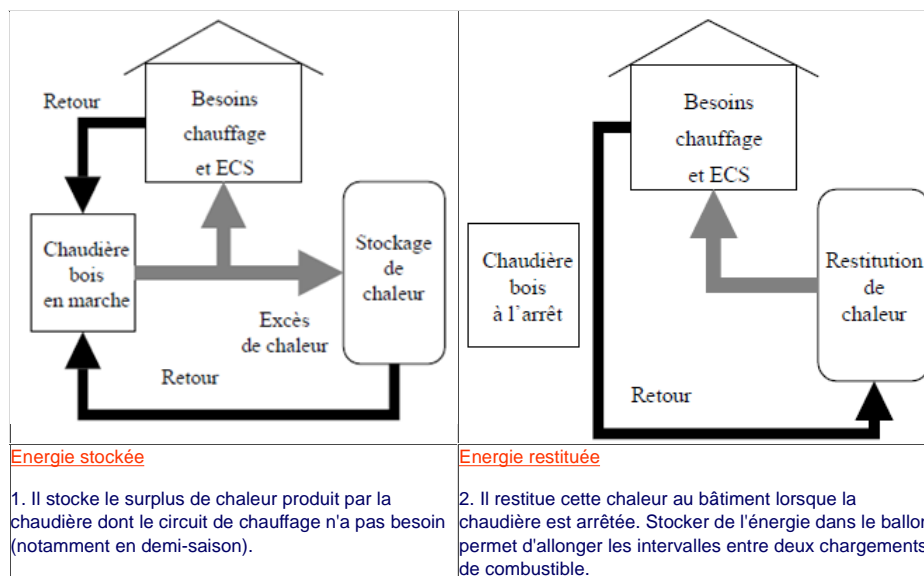 Besoins
chauffage
et ECS
Retour
Chaudière
bois
en marche
Stockage
de
chaleur
Excès
de chaleur
Retour
Energie stockée
1. Il stocke le surplus de chaleur produit par la
chaudière dont le circuit de chauffage n'a pas besoin
(notamment en demi-saison).
Besoins
chauffage
et ECS
Chaudière
bois
à l'arrêt
Restitution
de
chaleur
Retour
Energie restituée
2. Il restitue cette chaleur au bâtiment lorsque la
chaudière est arrêtée. Stocker de l'énergie dans le ballon
permet d'allonger les intervalles entre deux chargements
de combustible.